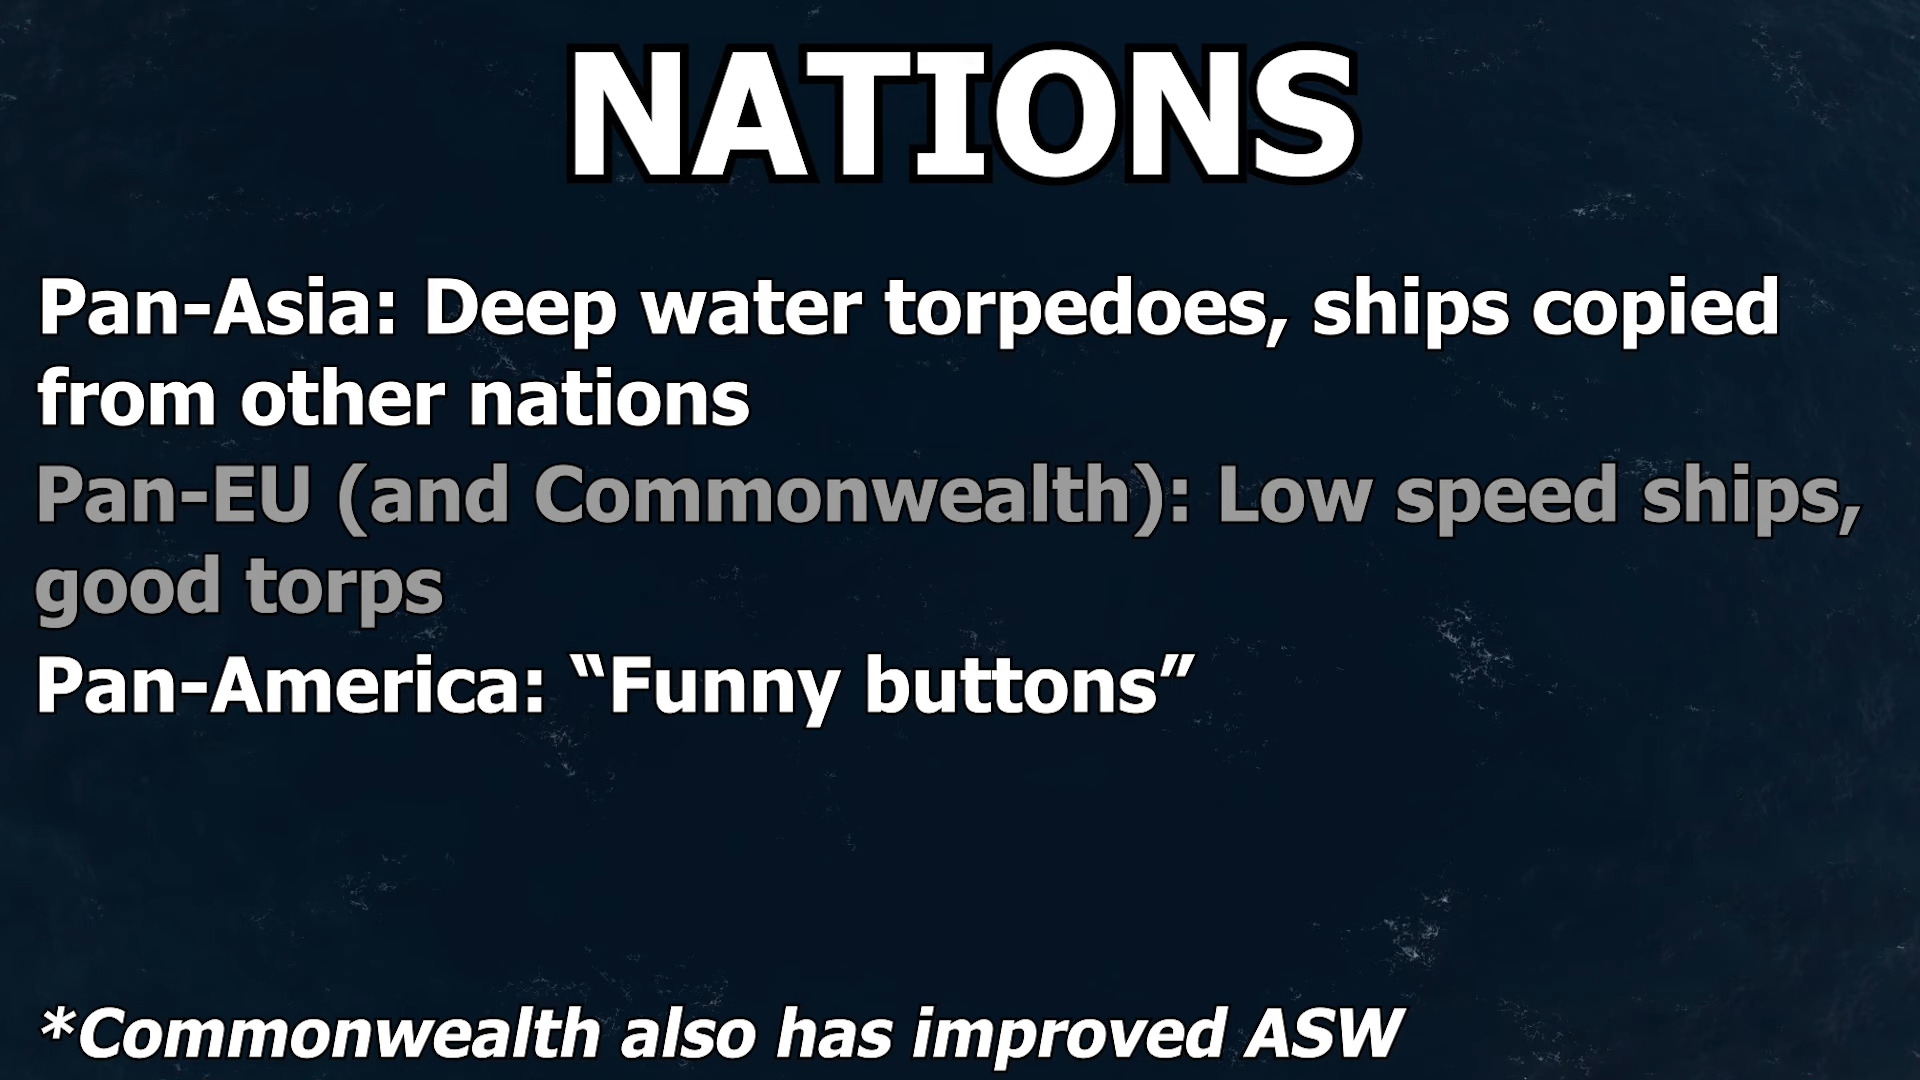 NATIONS
Pan-Asia: Deep water torpedoes, ships copied
from other nations
Pan-EU (and Commonwealth): Low speed ships,
good torps
Pan-America: “Funny buttons”
*Commonwealth also has improved ASW